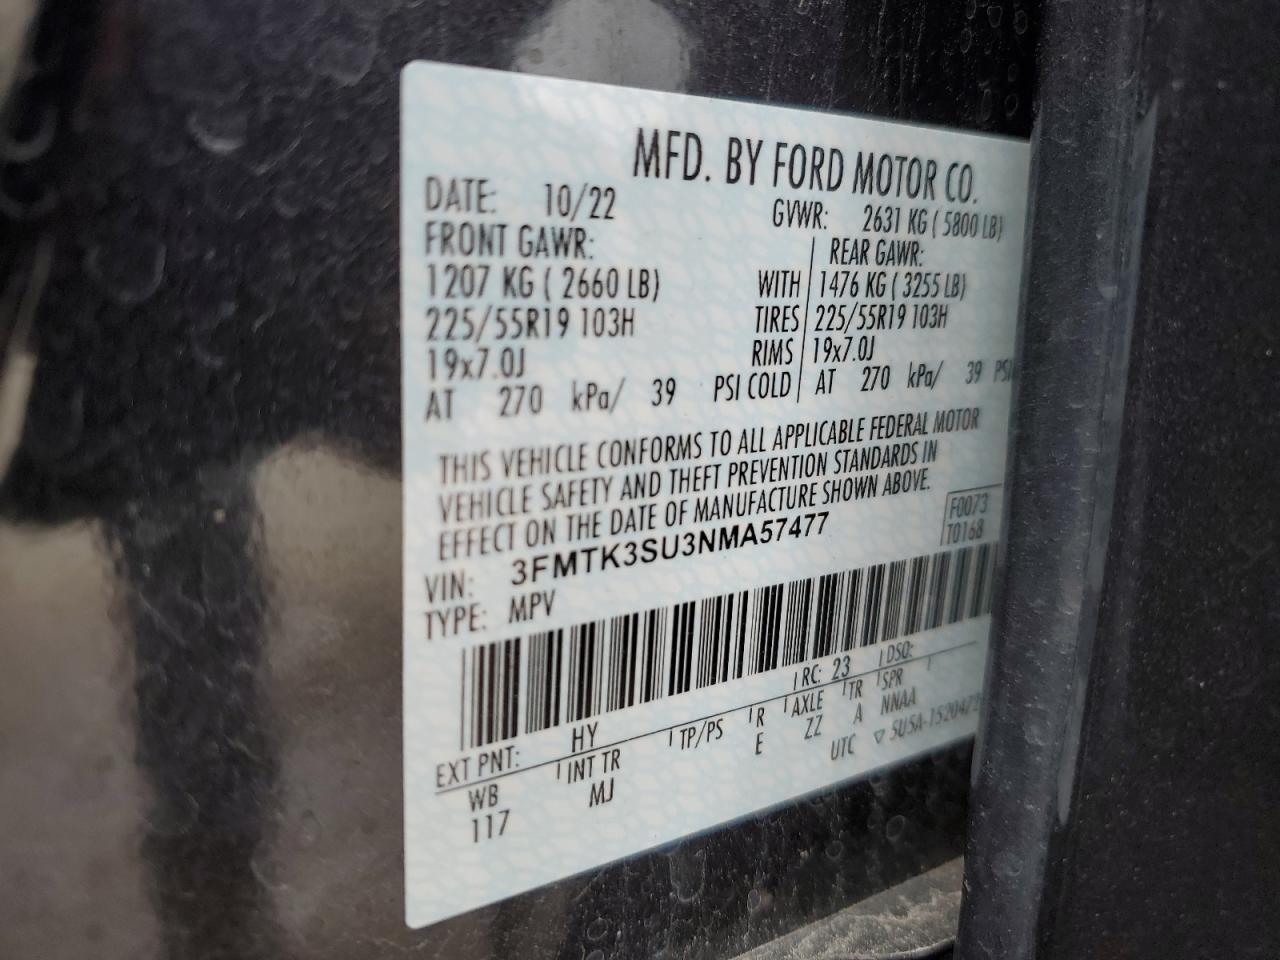 MFD. BY FORD MOTOR CO.
DATE: 10/22 GVWR: 2631 KG ( 5800 LB)
FRONT GAWR: REAR GAWR:
1207 KG ( 2660 LB) WITH 1476 KG ( 3255 LB)
225/55R19 103H TIRES 225/55R19 103H
19x7.0J RIMS 19x7.0J
AT 270 kPa/ 39 PSI COLD AT 270 kPa/ 39 PSI
THIS VEHICLE CONFORMS TO ALL APPLICABLE FEDERAL MOTOR
VEHICLE SAFETY AND THEFT PREVENTION STANDARDS IN
EFFECT ON THE DATE OF MANUFACTURE SHOWN ABOVE.
F0073
T0168
VIN: 3FMTK3SU3NMA57477
TYPE: MPV
EXT PNT: HY RC: 23 DSO:
WB INT TR TP/PS R AXLE TR SPR
117 MJ E ZZ A NNAA
UTC